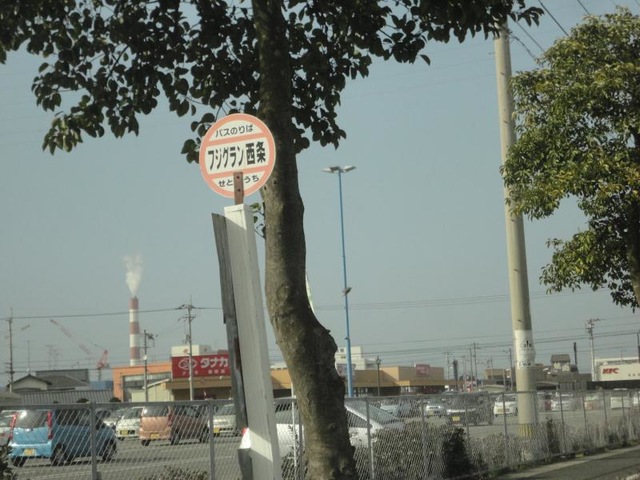 バスのりば
フジグラン西条
せとうち
タナカ
KFC